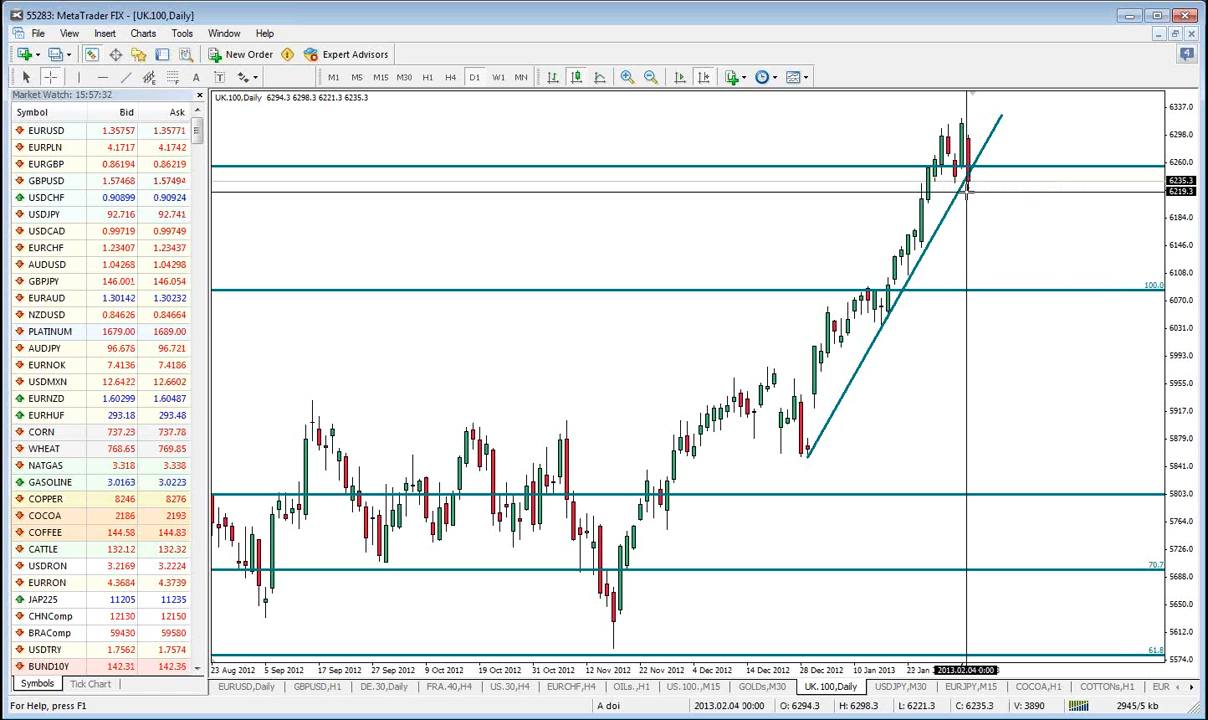 55283: MetaTrader FIX - [UK.100,Daily]
File View Insert Charts Tools Window Help
New Order Expert Advisors
4
A T M1 M5 M15 M30 H1 H4 D1 W1 MN
Market Watch: 15:57:32
Symbol Bid Ask
EURUSD 1.35757 1.35771
EURPLN 4.1717 4.1742
EURGBP 0.86194 0.86219
GBPUSD 1.57468 1.57494
USDCHF 0.90899 0.90924
USDJPY 92.716 92.741
USDCAD 0.99719 0.99749
EURCHF 1.23407 1.23437
AUDUSD 1.04268 1.04298
GBPJPY 146.001 146.054
EURAUD 1.30142 1.30232
NZDUSD 0.84626 0.84664
PLATINUM 1679.00 1689.00
AUDJPY 96.676 96.721
EURNOK 7.4136 7.4186
USDMXN 12.6422 12.6602
EURNZD 1.60299 1.60487
EURHUF 293.18 293.48
CORN 737.23 737.78
WHEAT 768.65 769.85
NATGAS 3.318 3.338
GASOLINE 3.0163 3.0223
COPPER 8246 8276
COCOA 2186 2193
COFFEE 144.58 144.83
CATTLE 132.12 132.32
USDRON 3.2169 3.2224
EURRON 4.3684 4.3739
JAP225 11205 11235
CHNComp 12130 12150
BRAComp 59430 59580
USDTRY 1.7562 1.7574
BUND10Y 142.31 142.36
Symbols Tick Chart
UK.100,Daily 6294.3 6298.3 6221.3 6235.3
6337.0
6298.0
6260.0
6235.3
6219.3
6184.0
6146.0
6108.0
100.0
6070.0
6031.0
5993.0
5955.0
5917.0
5879.0
5841.0
5803.0
5764.0
5726.0
70.7
5688.0
5650.0
5612.0
61.8
5574.0
23 Aug 2012 5 Sep 2012 17 Sep 2012 27 Sep 2012 9 Oct 2012 19 Oct 2012 31 Oct 2012 12 Nov 2012 22 Nov 2012 4 Dec 2012 14 Dec 2012 28 Dec 2012 10 Jan 2013 22 Jan 2013.02.04 00:00
EURUSD,Daily GBPUSD,H1 DE.30,Daily FRA.40,H4 US.30,H4 EURCHF,H4 OILs.,H1 US.100.,M15 GOLDs,M30 UK.100,Daily USDJPY,M30 EURJPY,M15 COCOA,H1 COTTONs,H1 EUR
For Help, press F1 A doi 2013.02.04 00:00 O: 6294.3 H: 6298.3 L: 6221.3 C: 6235.3 V: 3890 2945/5 kb